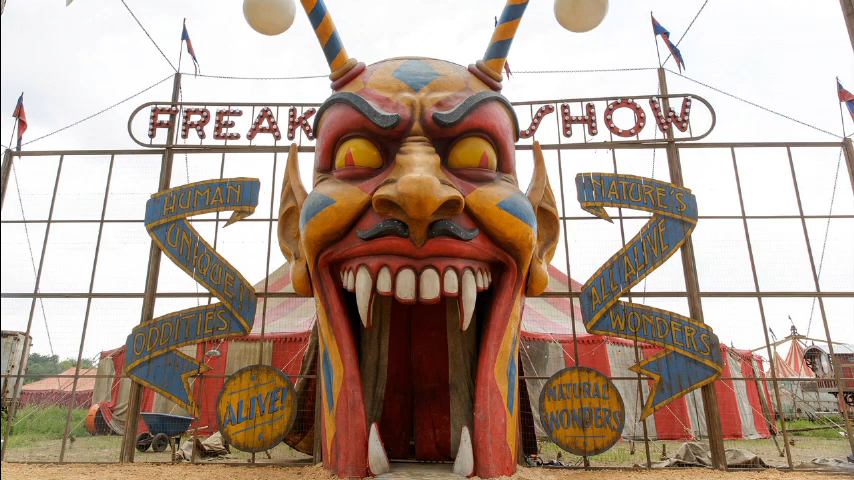 FREAK SHOW
HUMAN
UNIQUE!
ODDITIES
NATURE'S
ALL ALIVE
WONDERS
ALIVE!
NATURAL
WONDERS